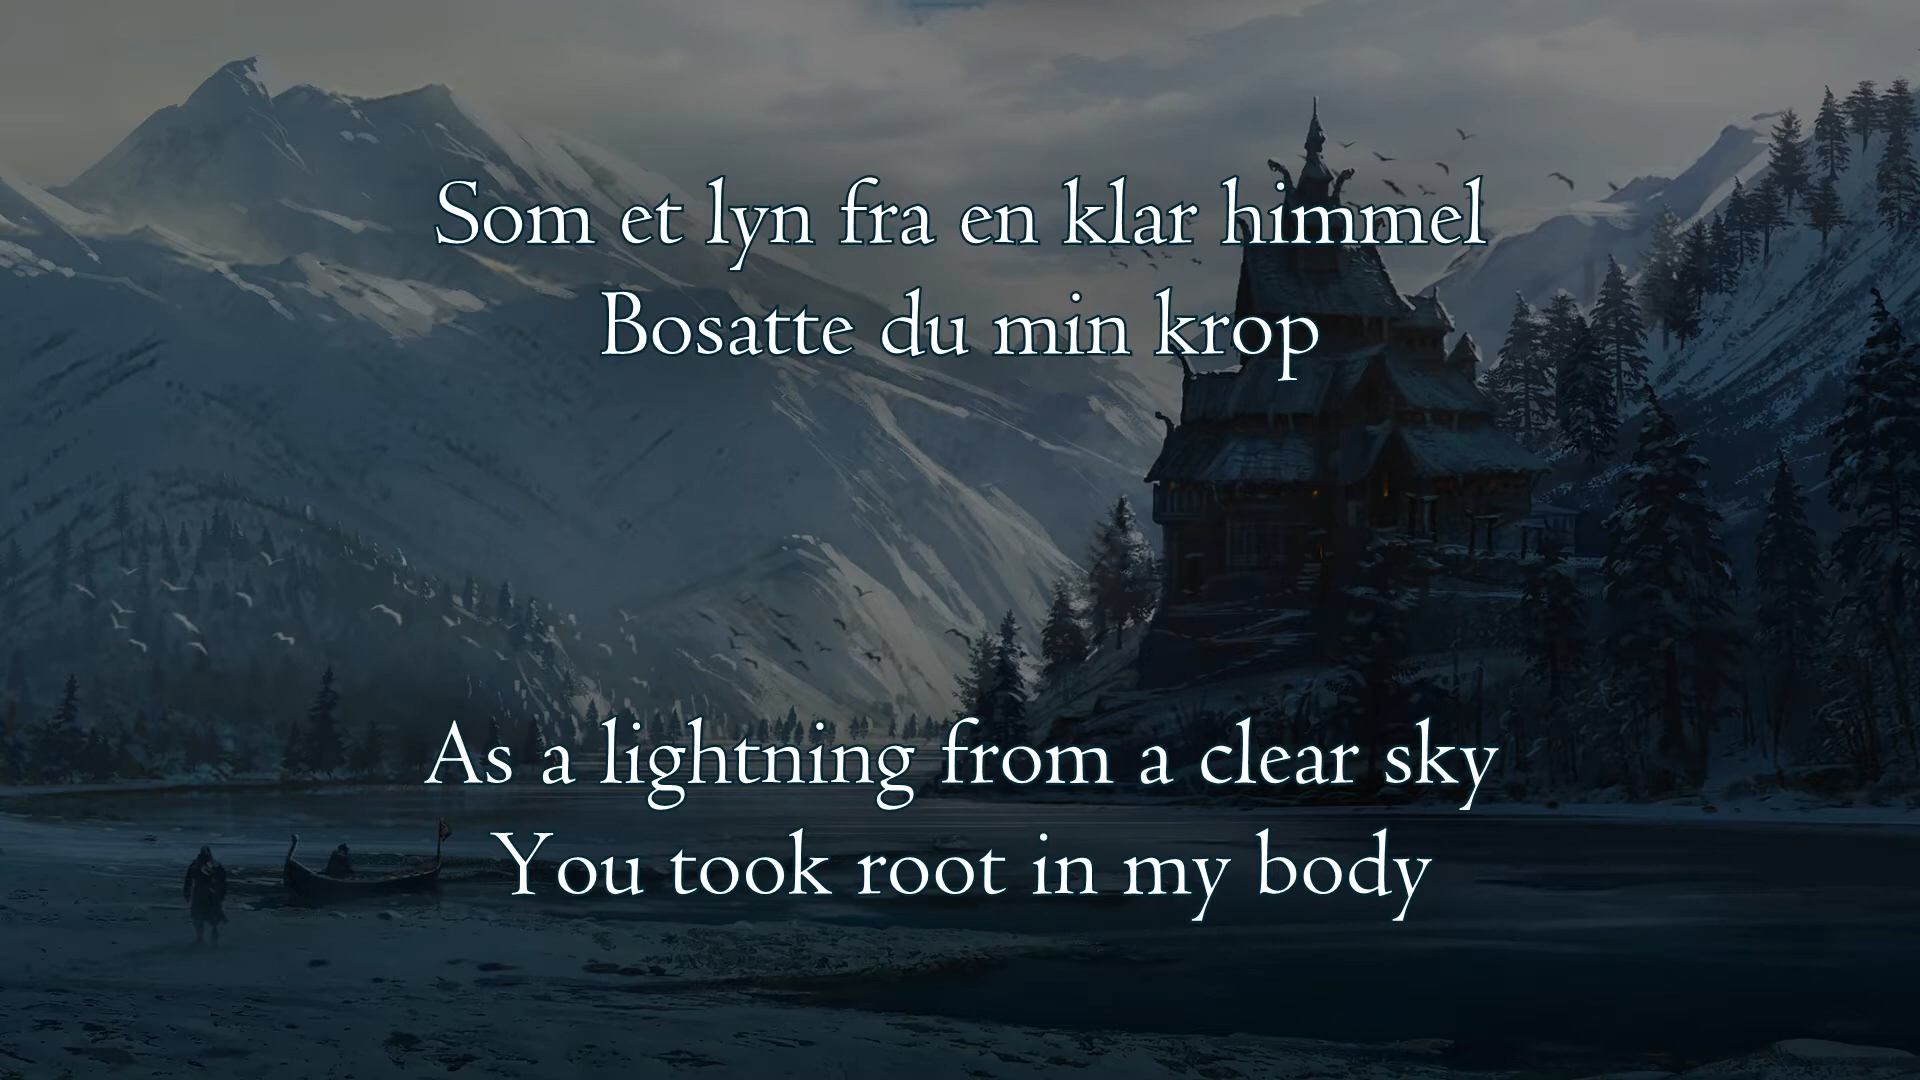 Som et lyn fra en klar himmel
Bosatte du min krop
As a lightning from a clear sky
You took root in my body